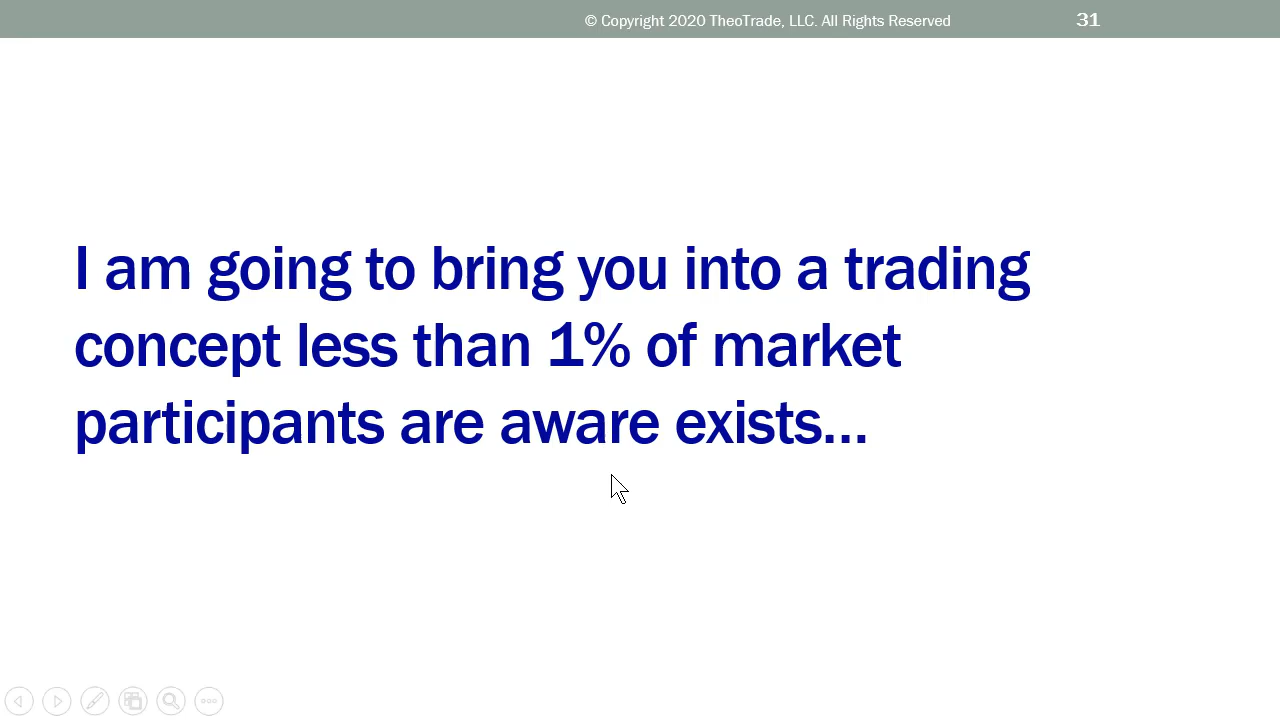 © Copyright 2020 TheoTrade, LLC. All Rights Reserved 31
I am going to bring you into a trading
concept less than 1% of market
participants are aware exists...